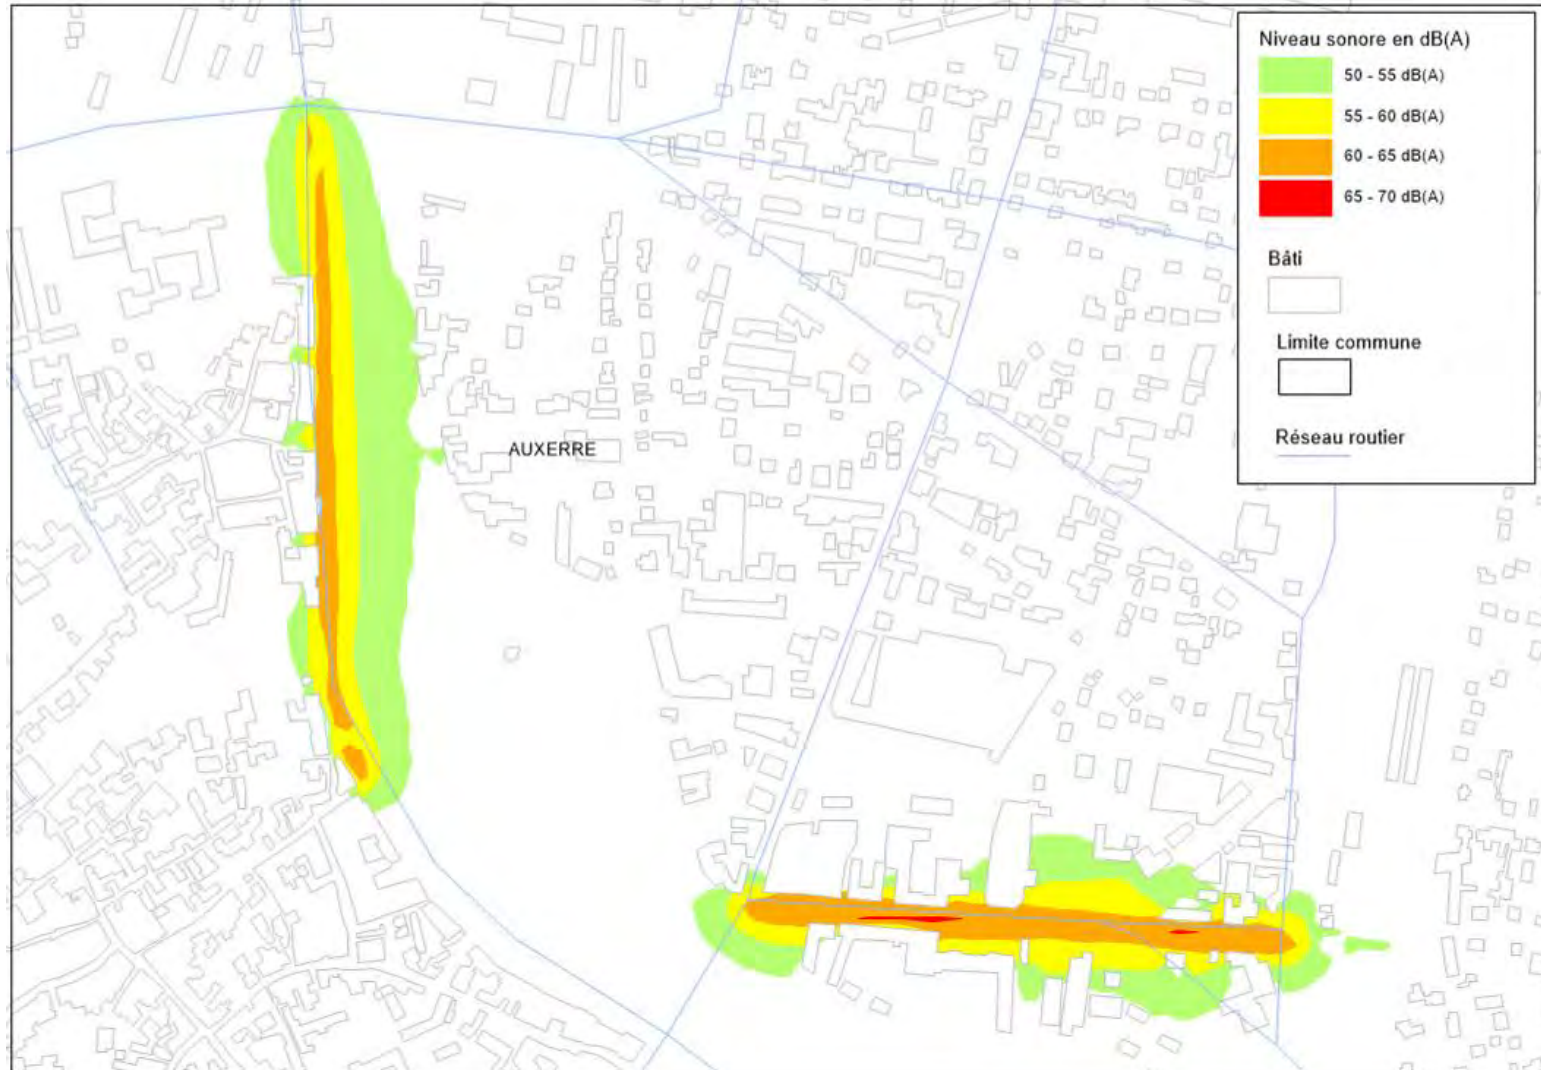 Niveau sonore en dB(A)
50 - 55 dB(A)
55 - 60 dB(A)
60 - 65 dB(A)
65 - 70 dB(A)
Bâti
Limite commune
Réseau routier
AUXERRE